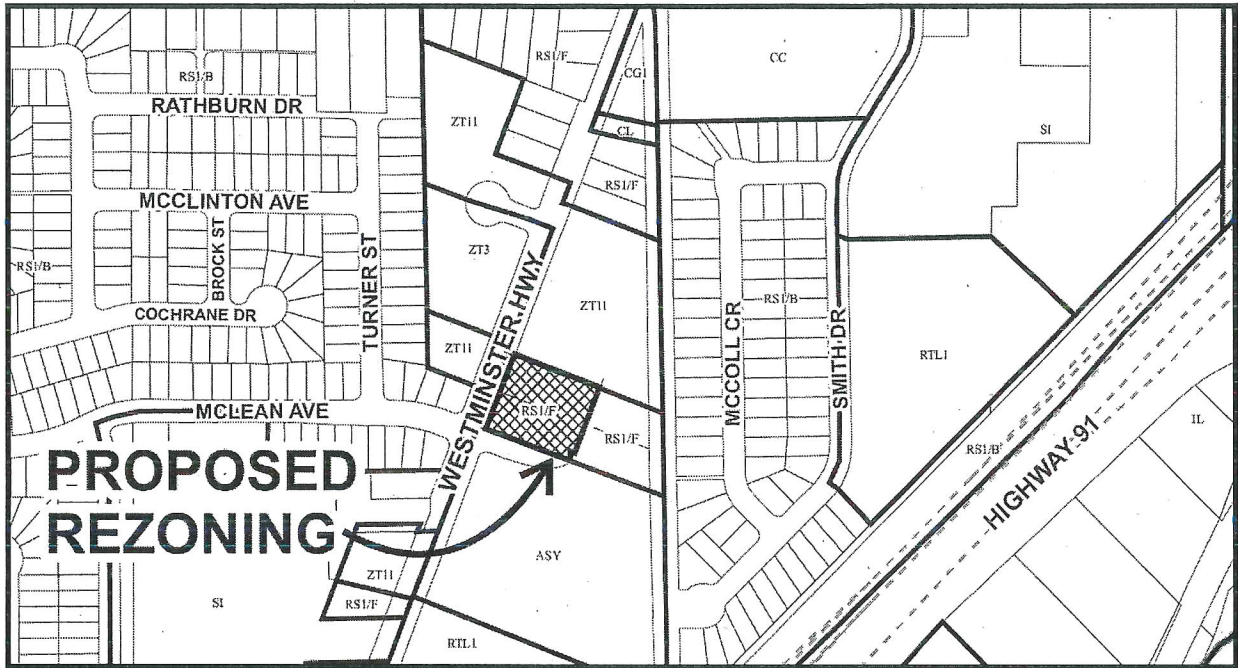 RS1/B
RATHBURN DR
MCCLINTON AVE
RS1/B
BROCK ST
COCHRANE DR
TURNER ST
MCLEAN AVE
RS1/F
ZT11
CG1
CL
RS1/F
ZT3
ZT11
ZT11
WESTMINSTER HWY
RS1/F
RS1/F
CC
SI
RS1/B
MCCOLL CR
SMITH DR
RTL1
RS1/B
HIGHWAY 91
IL
PROPOSED
REZONING
ASY
ZT11
RS1/F
SI
ASY
RTL1